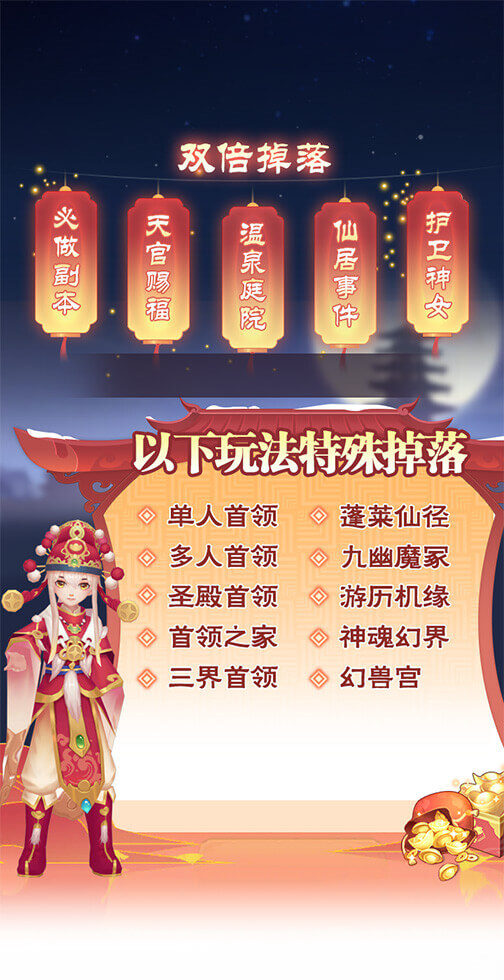 双倍掉落
必做副本
天官赐福
温泉庭院
仙居事件
护卫神女
以下玩法特殊掉落
单人首领
蓬莱仙径
多人首领
九幽魔冢
圣殿首领
游历机缘
首领之家
神魂幻界
三界首领
幻兽宫